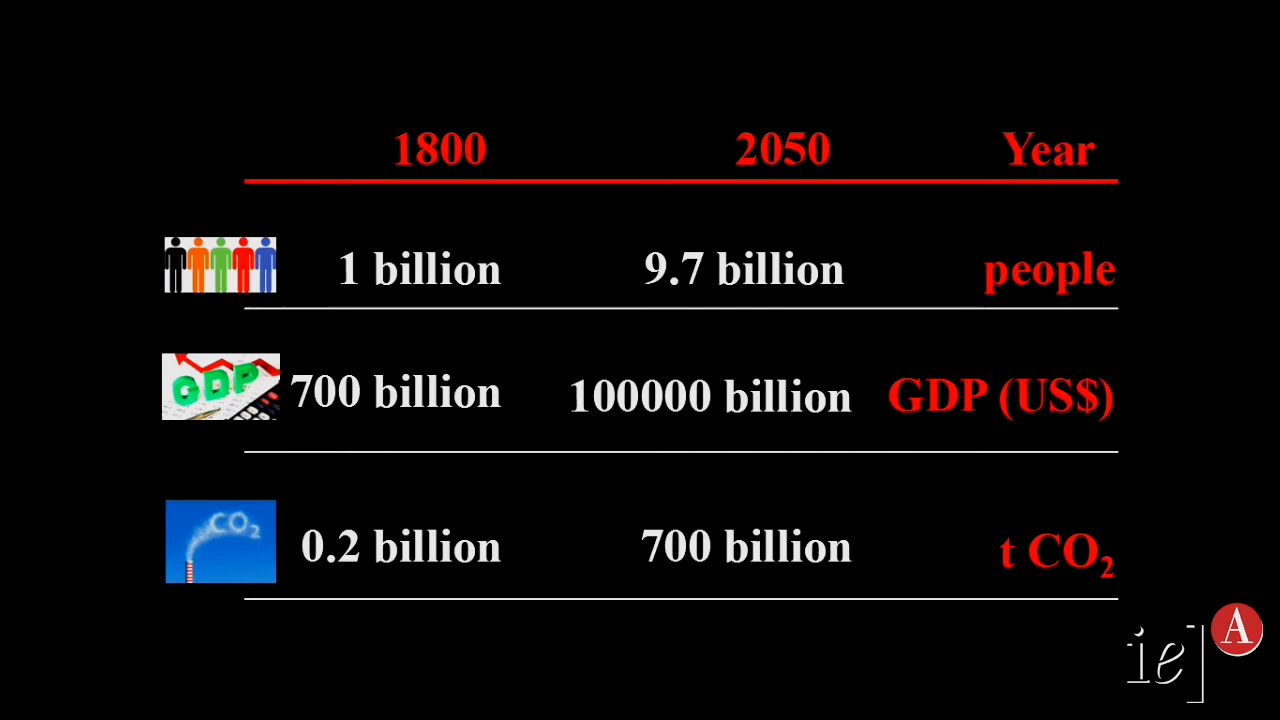 1800 2050 Year
1 billion 9.7 billion people
GDP
700 billion 100000 billion GDP (US$)
CO₂
0.2 billion 700 billion t CO₂
ie] A